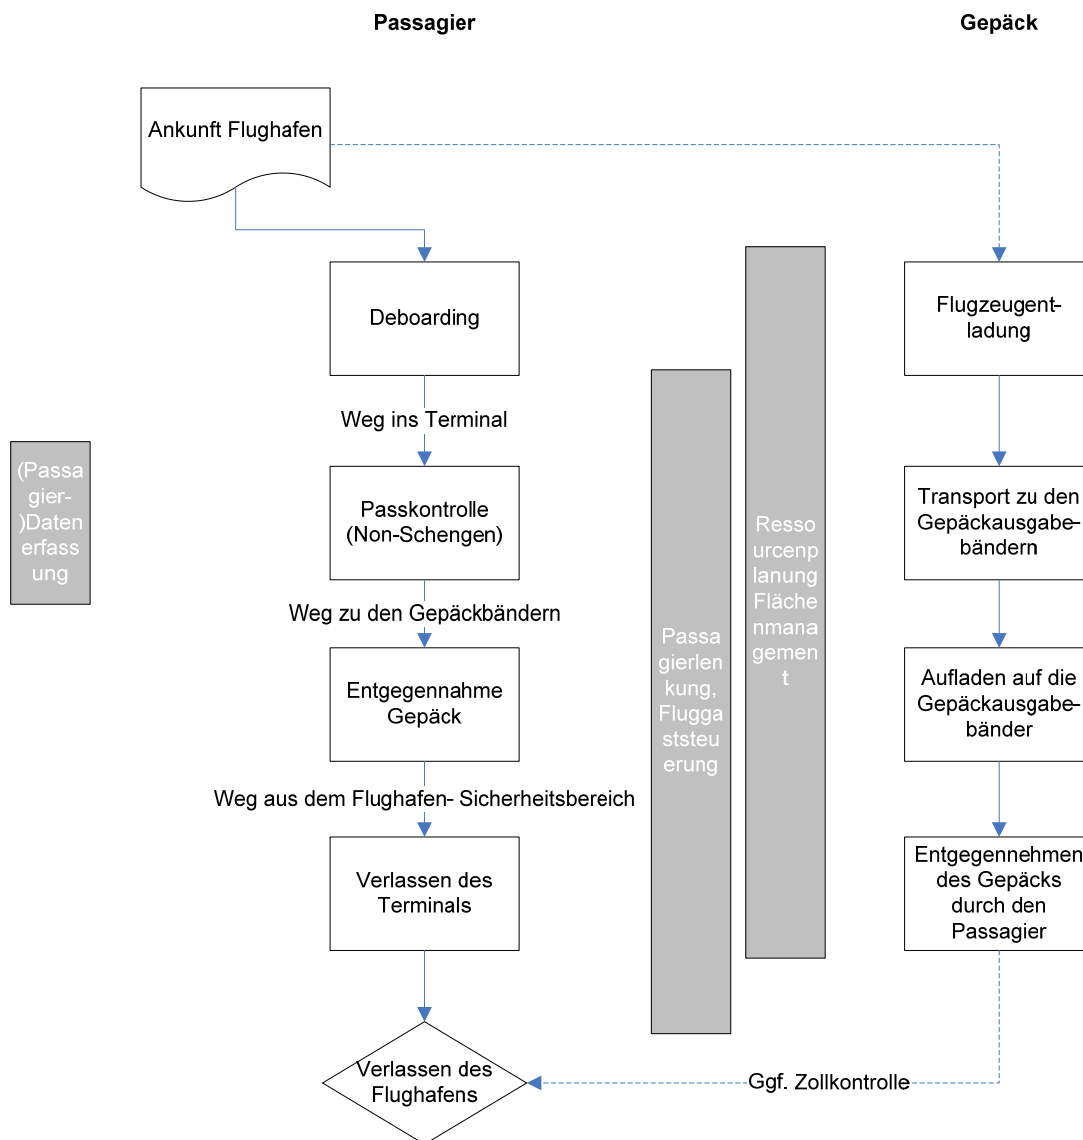 Passagier
Gepäck
Ankunft Flughafen
Deboarding
Flugzeugent-
ladung
Weg ins Terminal
(Passa
gier-
)Daten
erfass
ung
Passkontrolle
(Non-Schengen)
Transport zu den
Gepäckausgabe-
bändern
Weg zu den Gepäckbändern
Passa
gierlen
kung,
Flugga
ststeu
erung
Resso
urcenp
lanung
Fläche
nmana
gemen
t
Entgegennahme
Gepäck
Aufladen auf die
Gepäckausgabe-
bänder
Weg aus dem Flughafen- Sicherheitsbereich
Verlassen des
Terminals
Entgegennehmen
des Gepäcks
durch den
Passagier
Verlassen des
Flughafens
Ggf. Zollkontrolle